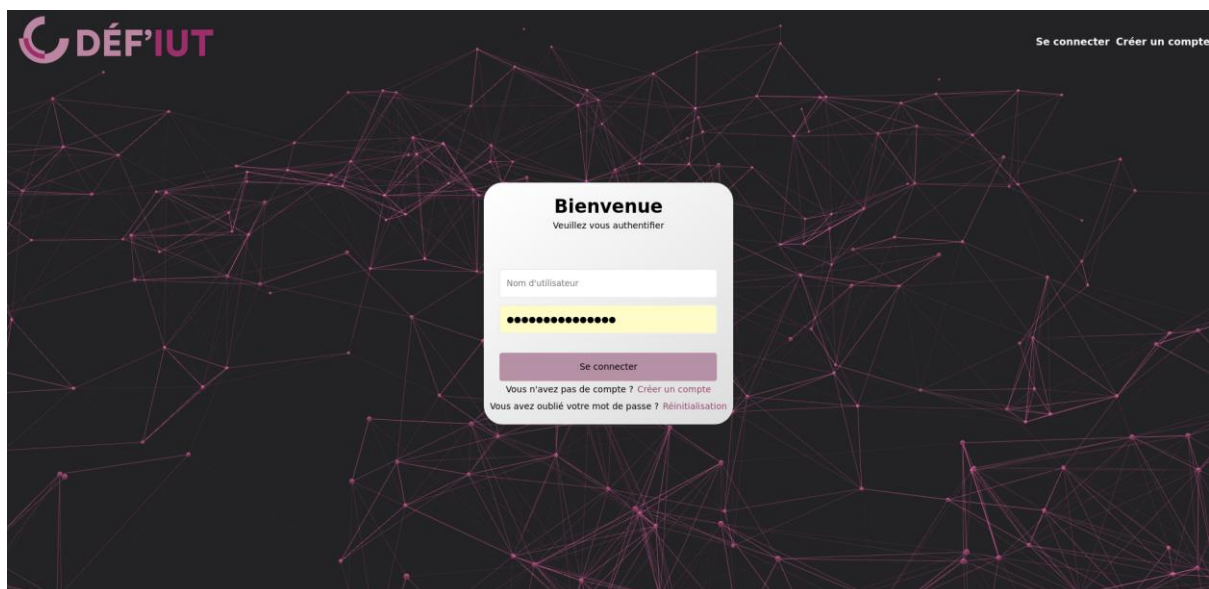 DÉF'IUT
Se connecter Créer un compte
Bienvenue
Veuillez vous authentifier
Nom d'utilisateur
●●●●●●●●●●●●●●●
Se connecter
Vous n'avez pas de compte ? Créer un compte
Vous avez oublié votre mot de passe ? Réinitialisation